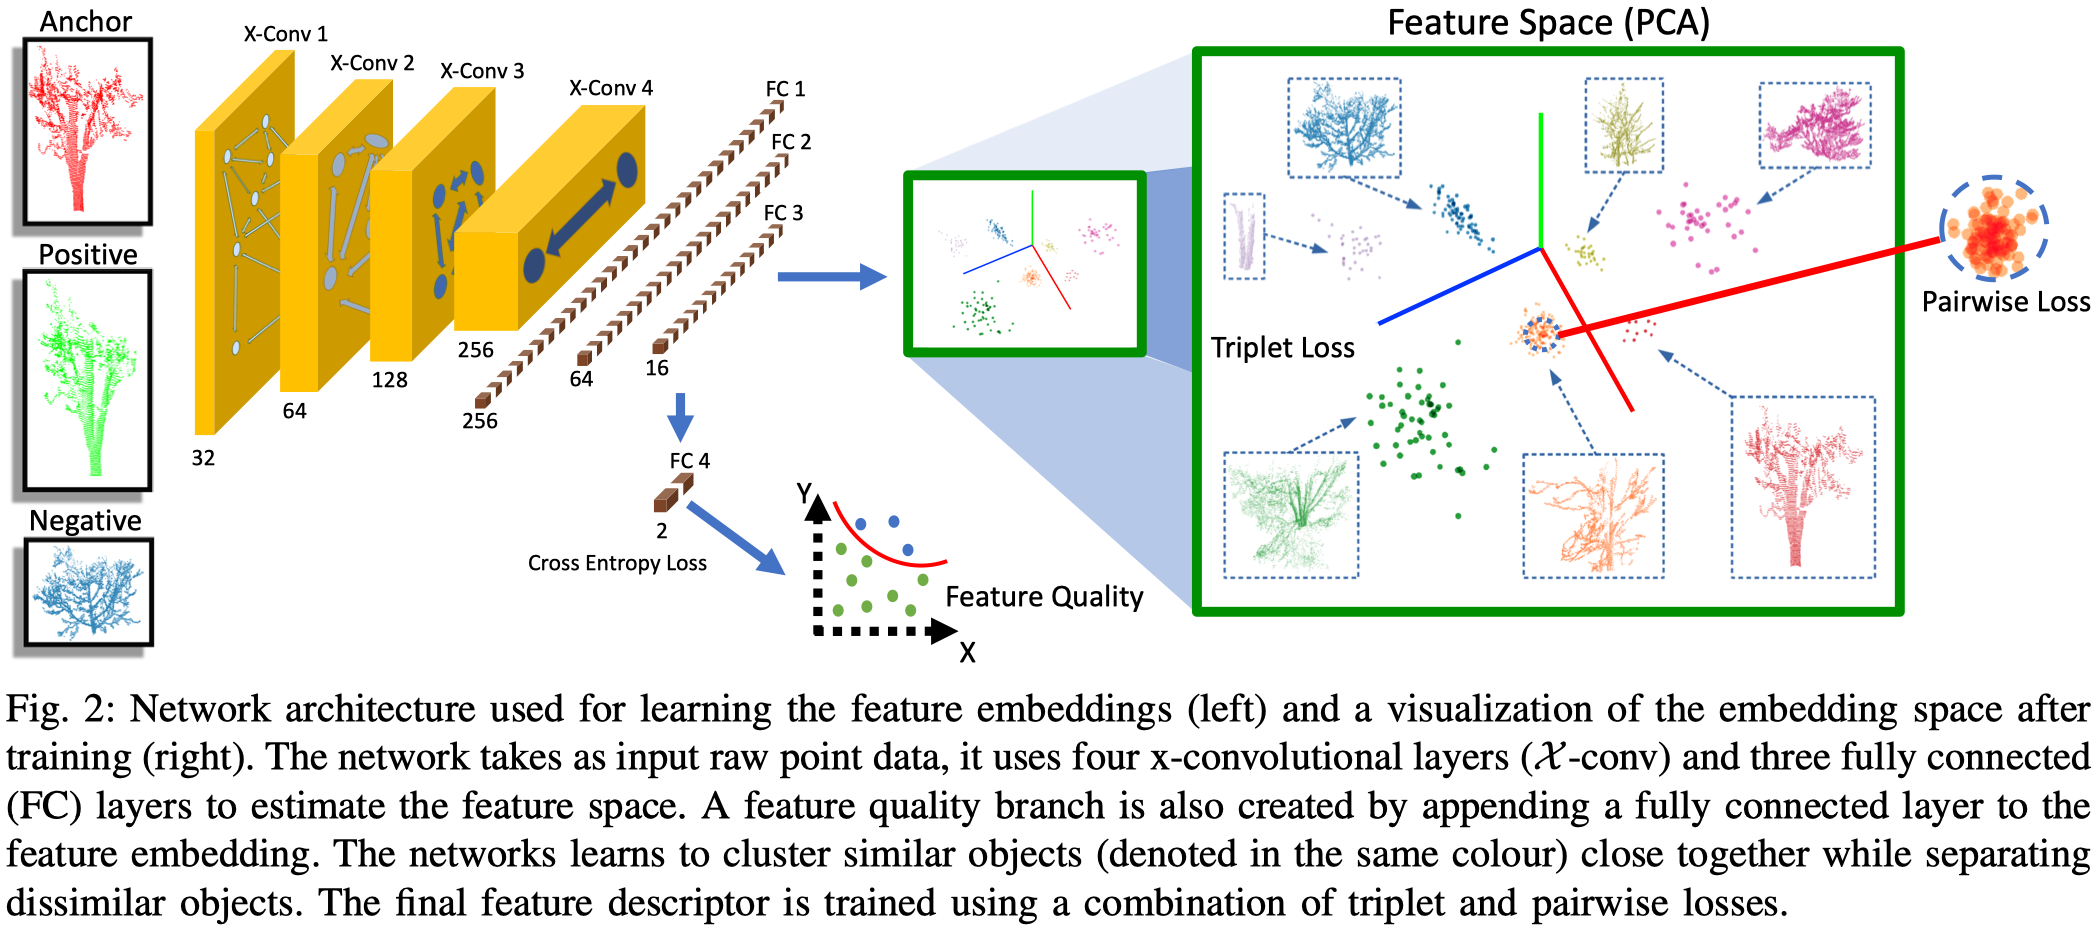 Anchor
Positive
Negative
X-Conv 1
X-Conv 2
X-Conv 3
X-Conv 4
FC 1
FC 2
FC 3
32
64
128
256
256
64
16
FC 4
2
Cross Entropy Loss
Y
X
Feature Quality
Feature Space (PCA)
Triplet Loss
Pairwise Loss
Fig. 2: Network architecture used for learning the feature embeddings (left) and a visualization of the embedding space after
training (right). The network takes as input raw point data, it uses four x-convolutional layers (𝒳-conv) and three fully connected
(FC) layers to estimate the feature space. A feature quality branch is also created by appending a fully connected layer to the
feature embedding. The networks learns to cluster similar objects (denoted in the same colour) close together while separating
dissimilar objects. The final feature descriptor is trained using a combination of triplet and pairwise losses.